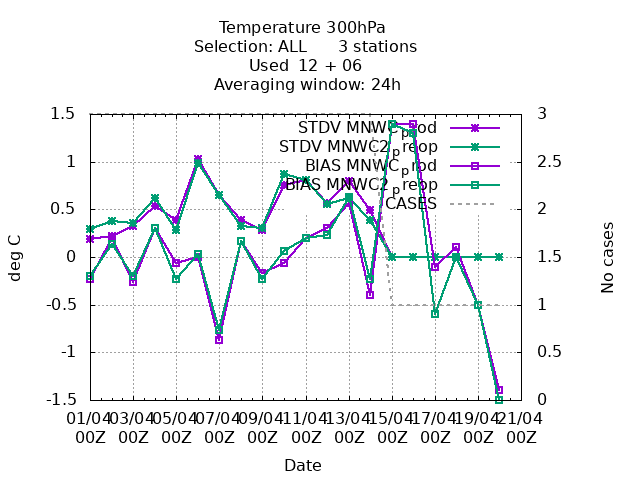 Temperature 300hPa
Selection: ALL      3 stations
Used  12 + 06
Averaging window: 24h
1.5
1
0.5
0
-0.5
-1
-1.5
deg C
STDV MNWC_prod
STDV MNWC2_preop
BIAS MNWC_prod
BIAS MNWC2_preop
CASES
3
2.5
2
1.5
1
0.5
0
No cases
01/04 03/04 05/04 07/04 09/04 11/04 13/04 15/04 17/04 19/04 21/04
00Z 00Z 00Z 00Z 00Z 00Z 00Z 00Z 00Z 00Z 00Z
Date